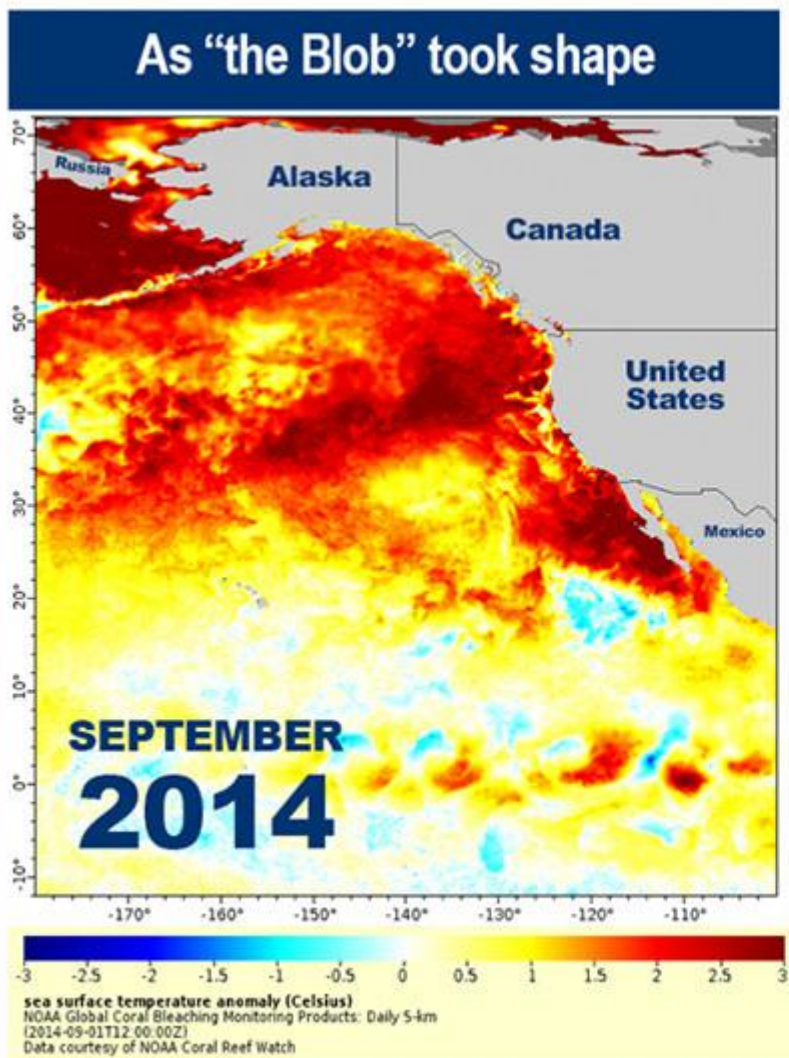 As “the Blob” took shape
70°
Russia
Alaska
60°
Canada
50°
United
States
40°
30°
Mexico
20°
10°
SEPTEMBER
2014
0°
-10°
-170°
-160°
-150°
-140°
-130°
-120°
-110°
-3
-2.5
-2
-1.5
-1
-0.5
0
0.5
1
1.5
2
2.5
3
sea surface temperature anomaly (Celsius)
NOAA Global Coral Bleaching Monitoring Products: Daily 5-km
(2014-09-01T12:00:00Z)
Data courtesy of NOAA Coral Reef Watch